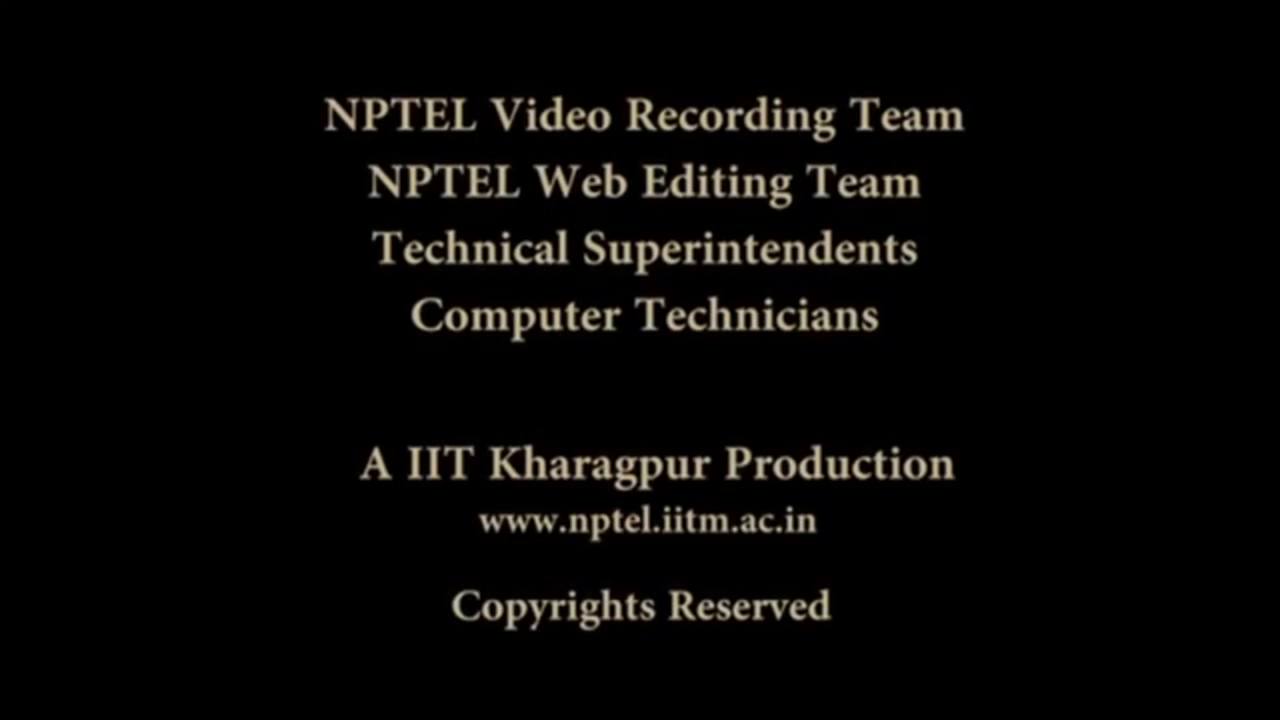 NPTEL Video Recording Team
NPTEL Web Editing Team
Technical Superintendents
Computer Technicians
A IIT Kharagpur Production
www.nptel.iitm.ac.in
Copyrights Reserved